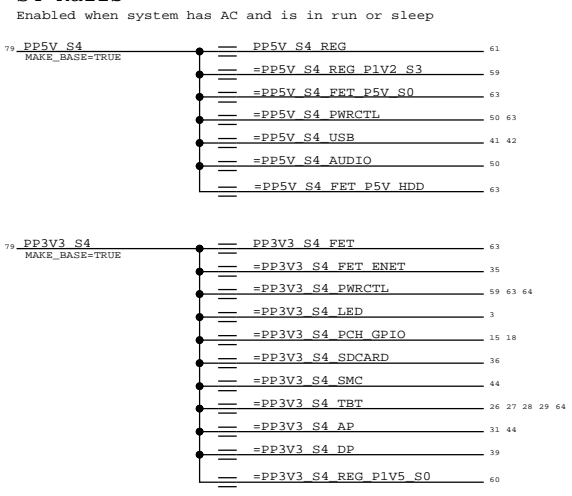 Enabled when system has AC and is in run or sleep
79 PP5V_S4 PP5V_S4_REG 61
MAKE_BASE=TRUE
=PP5V_S4_REG_P1V2_S3 59
=PP5V_S4_FET_P5V_S0 63
=PP5V_S4_PWRCTL 50 63
=PP5V_S4_USB 41 42
=PP5V_S4_AUDIO 50
=PP5V_S4_FET_P5V_HDD 63
79 PP3V3_S4 PP3V3_S4_FET 63
MAKE_BASE=TRUE
=PP3V3_S4_FET_ENET 35
=PP3V3_S4_PWRCTL 59 63 64
=PP3V3_S4_LED 3
=PP3V3_S4_PCH_GPIO 15 18
=PP3V3_S4_SDCARD 36
=PP3V3_S4_SMC 44
=PP3V3_S4_TBT 26 27 28 29 64
=PP3V3_S4_AP 31 44
=PP3V3_S4_DP 39
=PP3V3_S4_REG_P1V5_S0 60